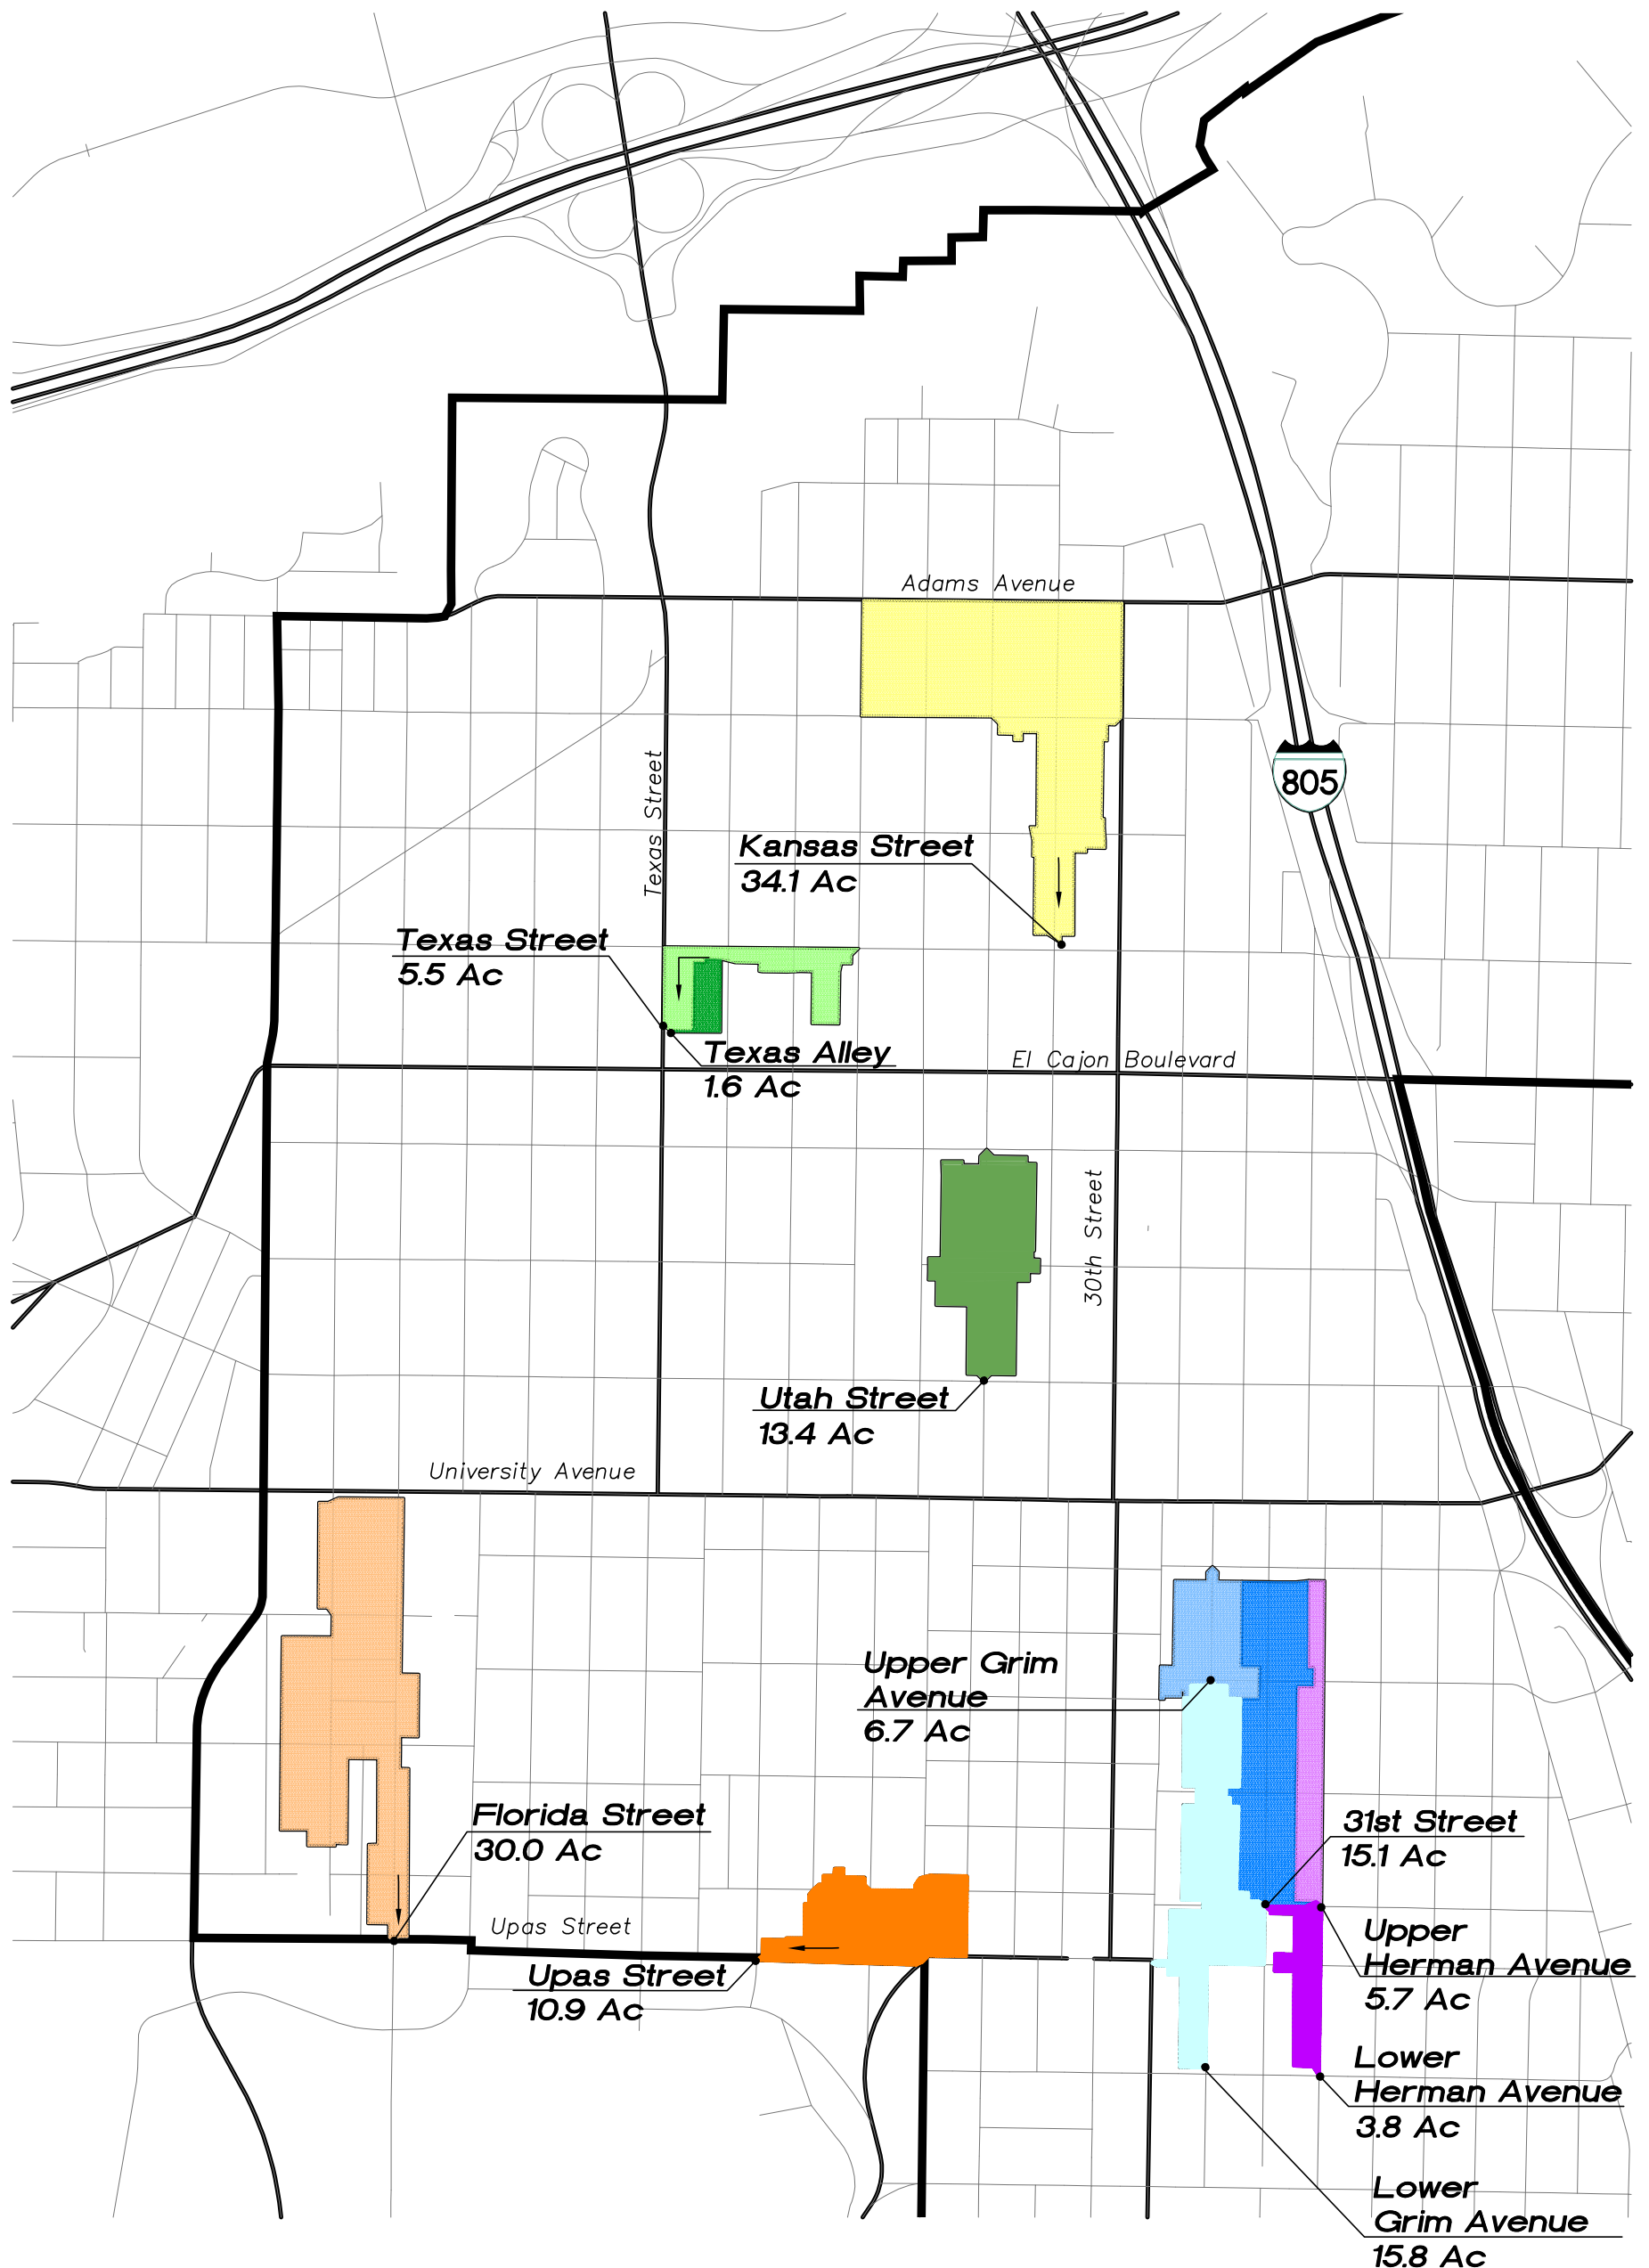 Adams Avenue
Texas Street
805
Kansas Street
34.1 Ac
Texas Street
5.5 Ac
Texas Alley
1.6 Ac
El Cajon Boulevard
30th Street
Utah Street
13.4 Ac
University Avenue
Upper Grim
Avenue
6.7 Ac
Florida Street
30.0 Ac
31st Street
15.1 Ac
Upas Street
Upper
Herman Avenue
5.7 Ac
Upas Street
10.9 Ac
Lower
Herman Avenue
3.8 Ac
Lower
Grim Avenue
15.8 Ac